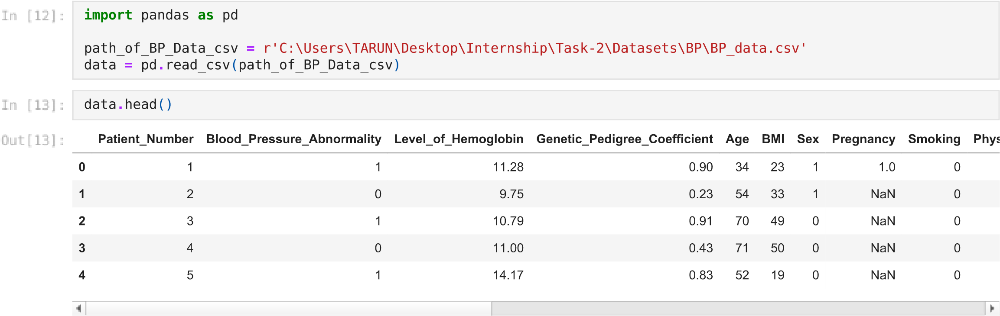 In [12]: import pandas as pd
path_of_BP_Data_csv = r'C:\Users\TARUN\Desktop\Internship\Task-2\Datasets\BP\BP_data.csv'
data = pd.read_csv(path_of_BP_Data_csv)
In [13]: data.head()
Out[13]: Patient_Number Blood_Pressure_Abnormality Level_of_Hemoglobin Genetic_Pedigree_Coefficient Age BMI Sex Pregnancy Smoking Phys
0 1 1 11.28 0.90 34 23 1 1.0 0
1 2 0 9.75 0.23 54 33 1 NaN 0
2 3 1 10.79 0.91 70 49 0 NaN 0
3 4 0 11.00 0.43 71 50 0 NaN 0
4 5 1 14.17 0.83 52 19 0 NaN 0